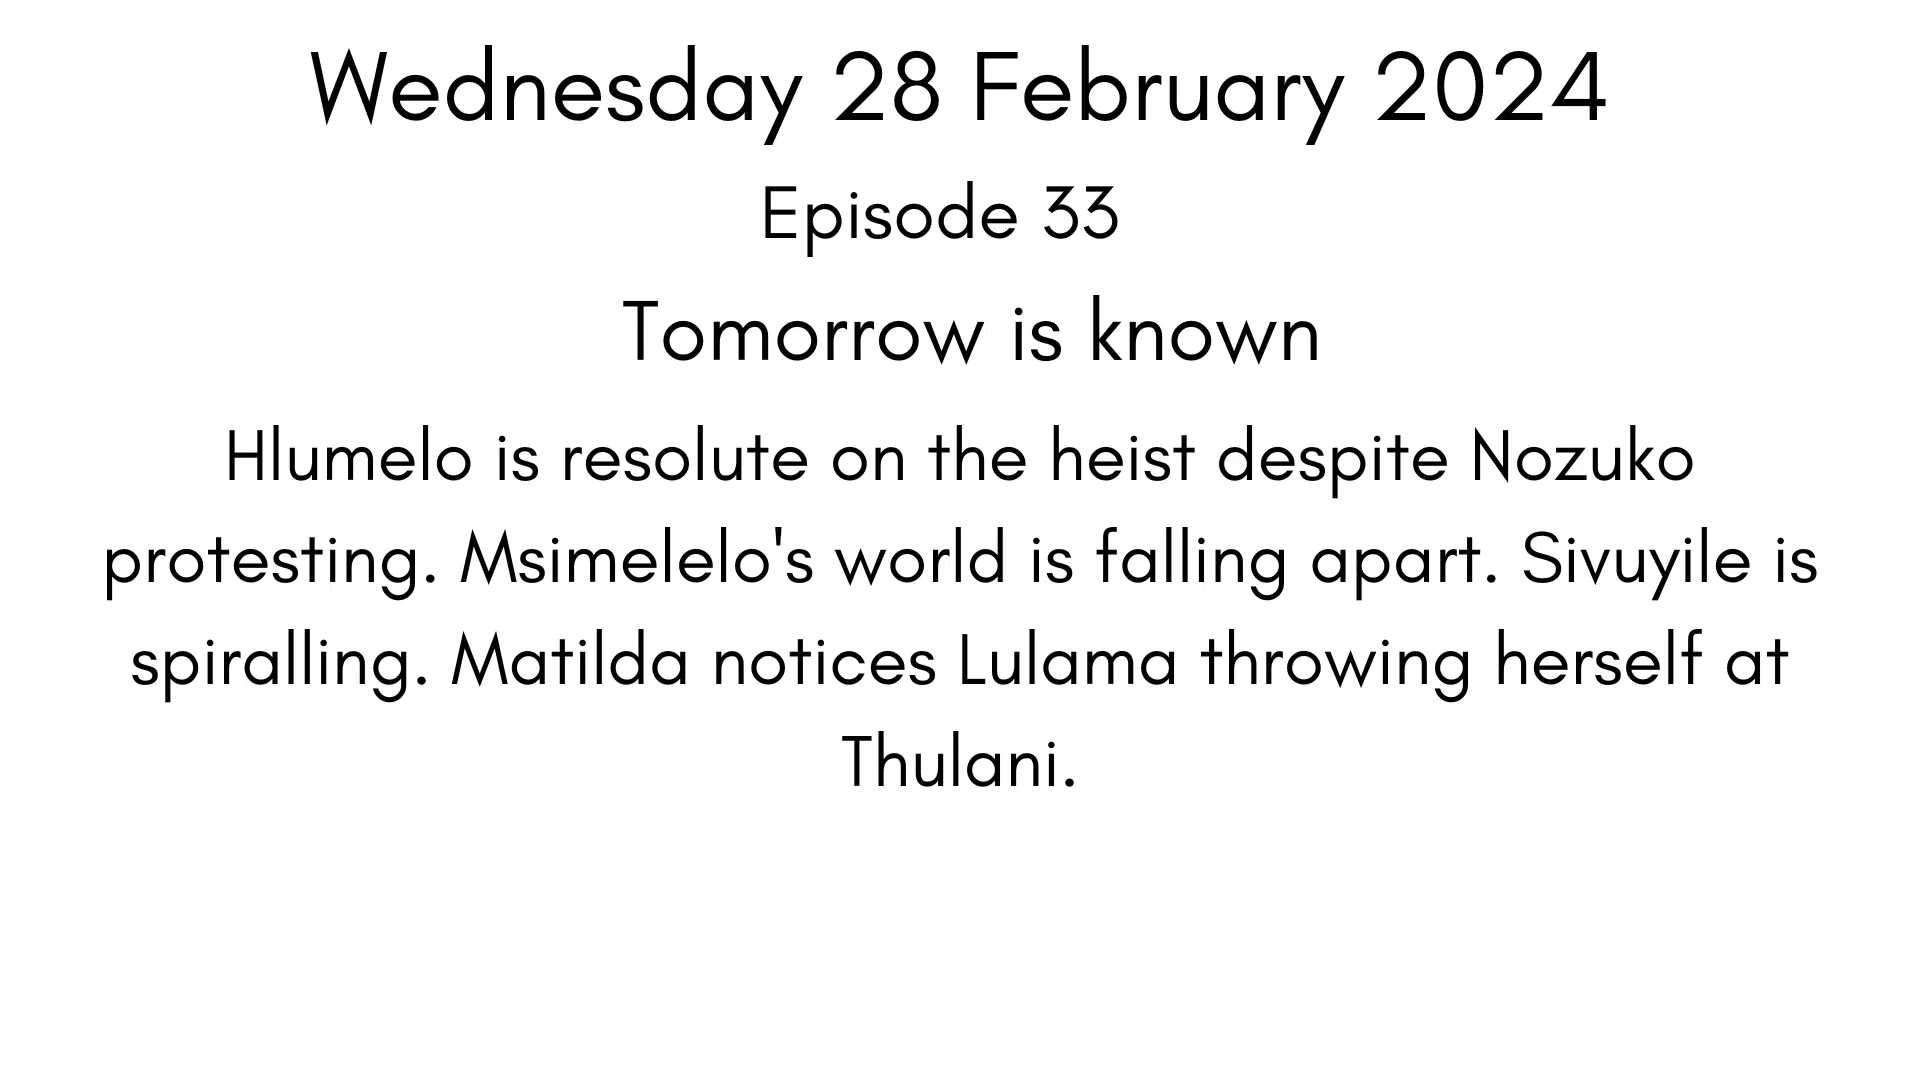 Wednesday 28 February 2024
Episode 33
Tomorrow is known
Hlumelo is resolute on the heist despite Nozuko
protesting. Msimelelo's world is falling apart. Sivuyile is
spiralling. Matilda notices Lulama throwing herself at
Thulani.